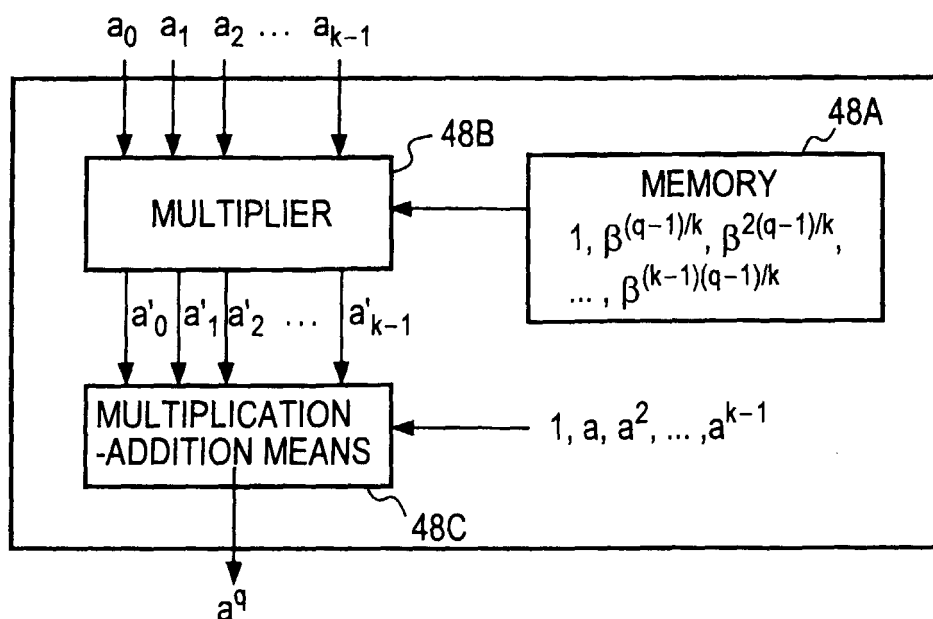 a₀ a₁ a₂ ... aₖ₋₁
48B
48A
MULTIPLIER
MEMORY
1, β^(q−1)/k, β^2(q−1)/k,
... , β^(k−1)(q−1)/k
a'₀ a'₁ a'₂ ... a'ₖ₋₁
MULTIPLICATION
-ADDITION MEANS
1, a, a², ... ,a^k−1
48C
a^q